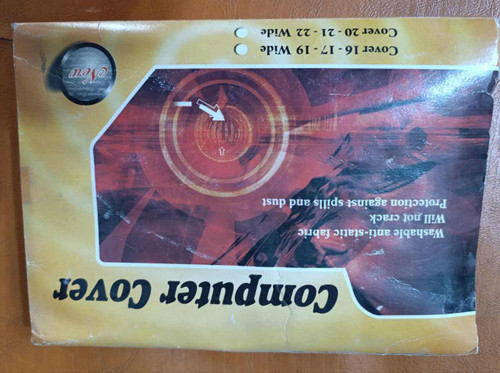 Computer Cover
Washable anti-static fabric
Will not crack
Protection against spills and dust
New
Cover 16 - 17 - 19 Wide
Cover 20 - 21 - 22 Wide